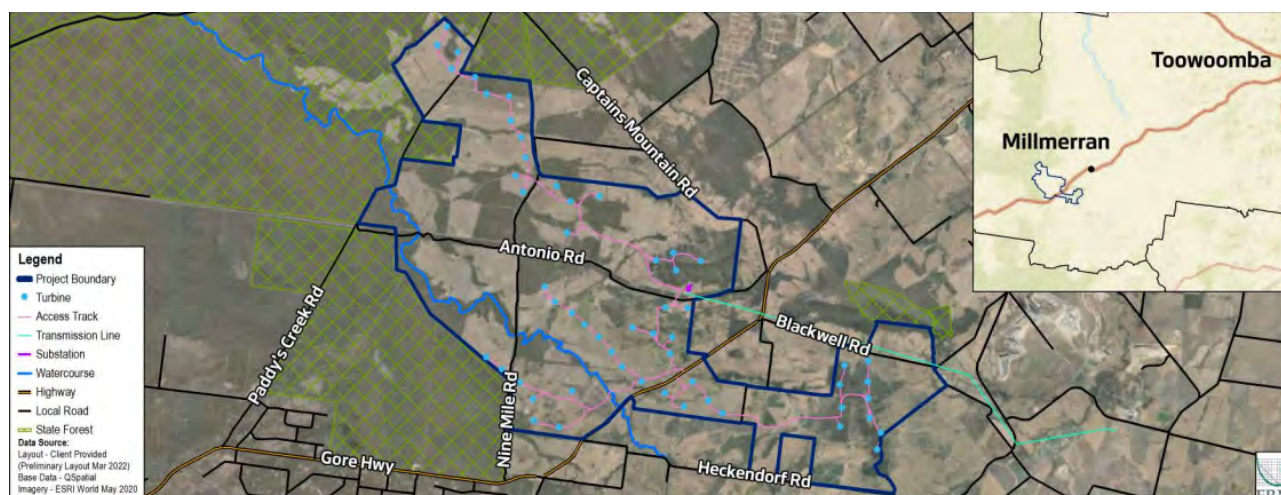 Captains Mountain Rd
Antonio Rd
Paddy's Creek Rd
Nine Mile Rd
Blackwell Rd
Gore Hwy
Heckendorf Rd
Toowoomba
Millmerran
Legend
Project Boundary
Turbine
Access Track
Transmission Line
Substation
Watercourse
Highway
Local Road
State Forest
Data Source:
Layout - Client Provided
(Preliminary Layout Mar 2022)
Base Data - QSpatial
Imagery - ESRI World May 2020